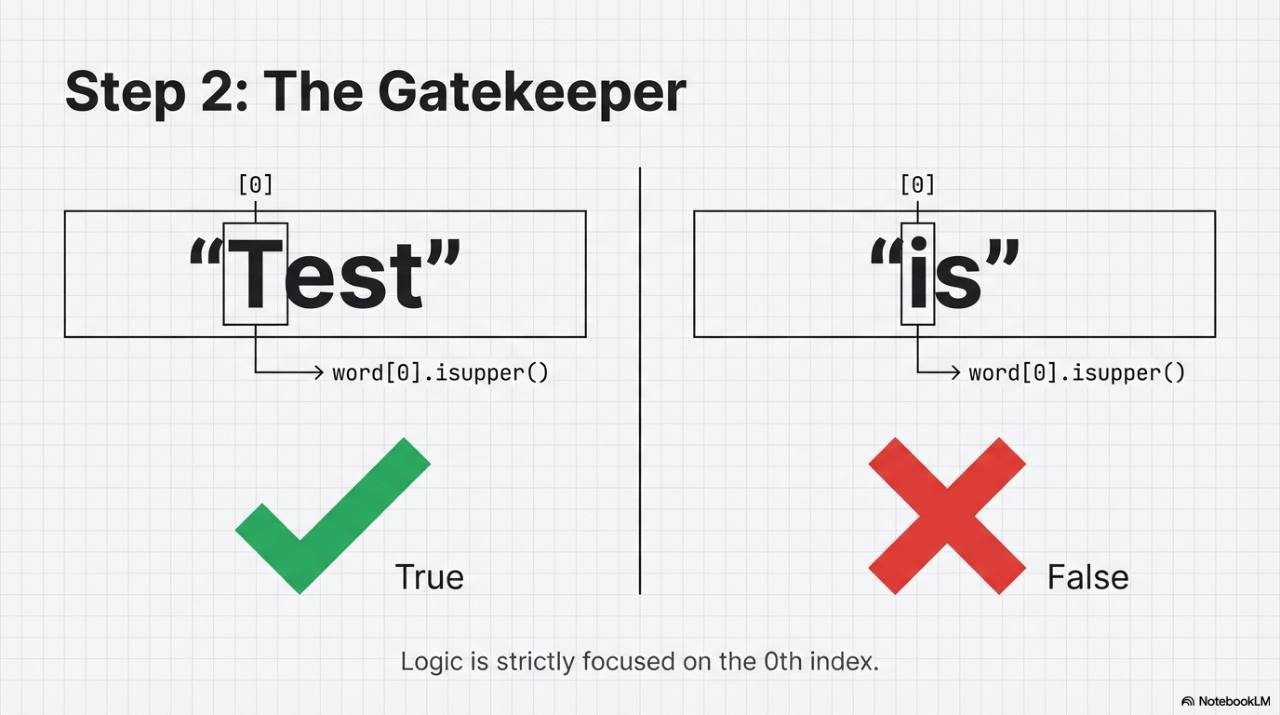 Step 2: The Gatekeeper
[0]
“Test”
word[0].isupper()
True
[0]
“is”
word[0].isupper()
False
Logic is strictly focused on the 0th index.
NotebookLM